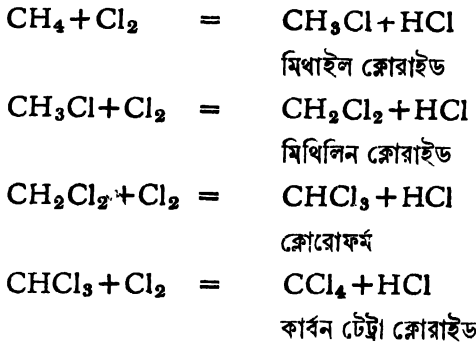 CH₄+Cl₂ = CH₃Cl+HCl
মিথাইল ক্লোরাইড
CH₃Cl+Cl₂ = CH₂Cl₂+HCl
মিথিলিন ক্লোরাইড
CH₂Cl₂+Cl₂ = CHCl₃+HCl
ক্লোরোফর্ম
CHCl₃+Cl₂ = CCl₄+HCl
কার্বন টেট্রা ক্লোরাইড